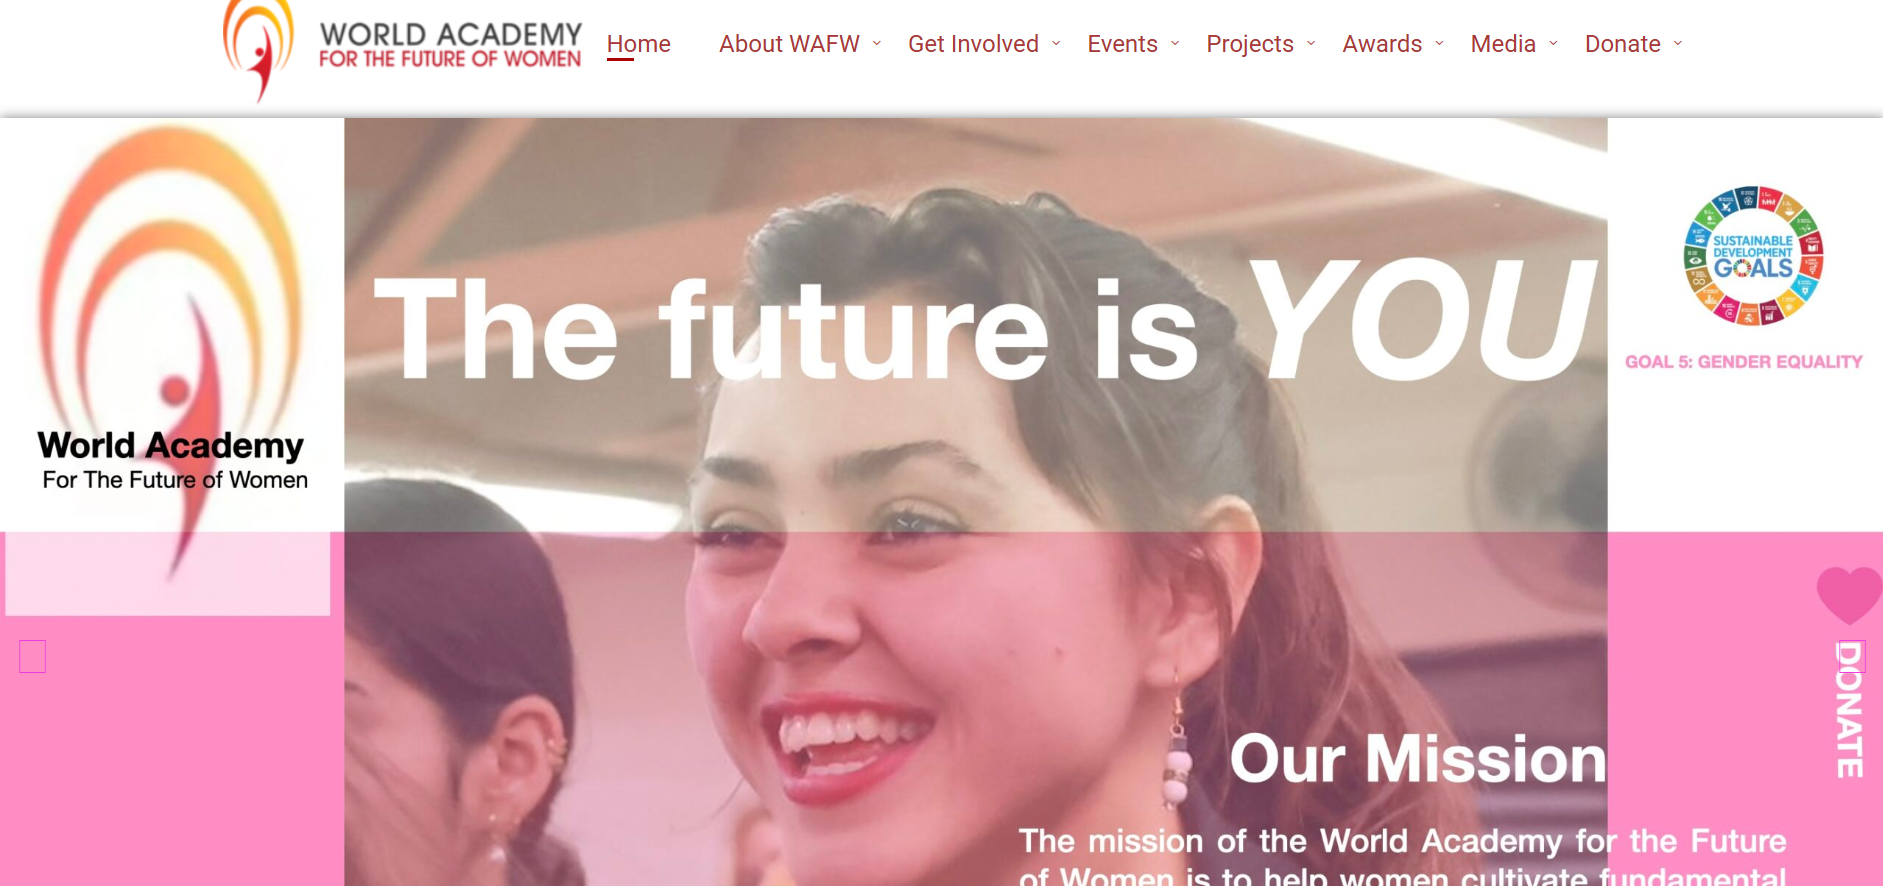 WORLD ACADEMY
FOR THE FUTURE OF WOMEN
Home About WAFW Get Involved Events Projects Awards Media Donate
The future is YOU
SUSTAINABLE
DEVELOPMENT
GOALS
GOAL 5: GENDER EQUALITY
World Academy
For The Future of Women
DONATE
Our Mission
The mission of the World Academy for the Future
of Women is to help women cultivate fundamental